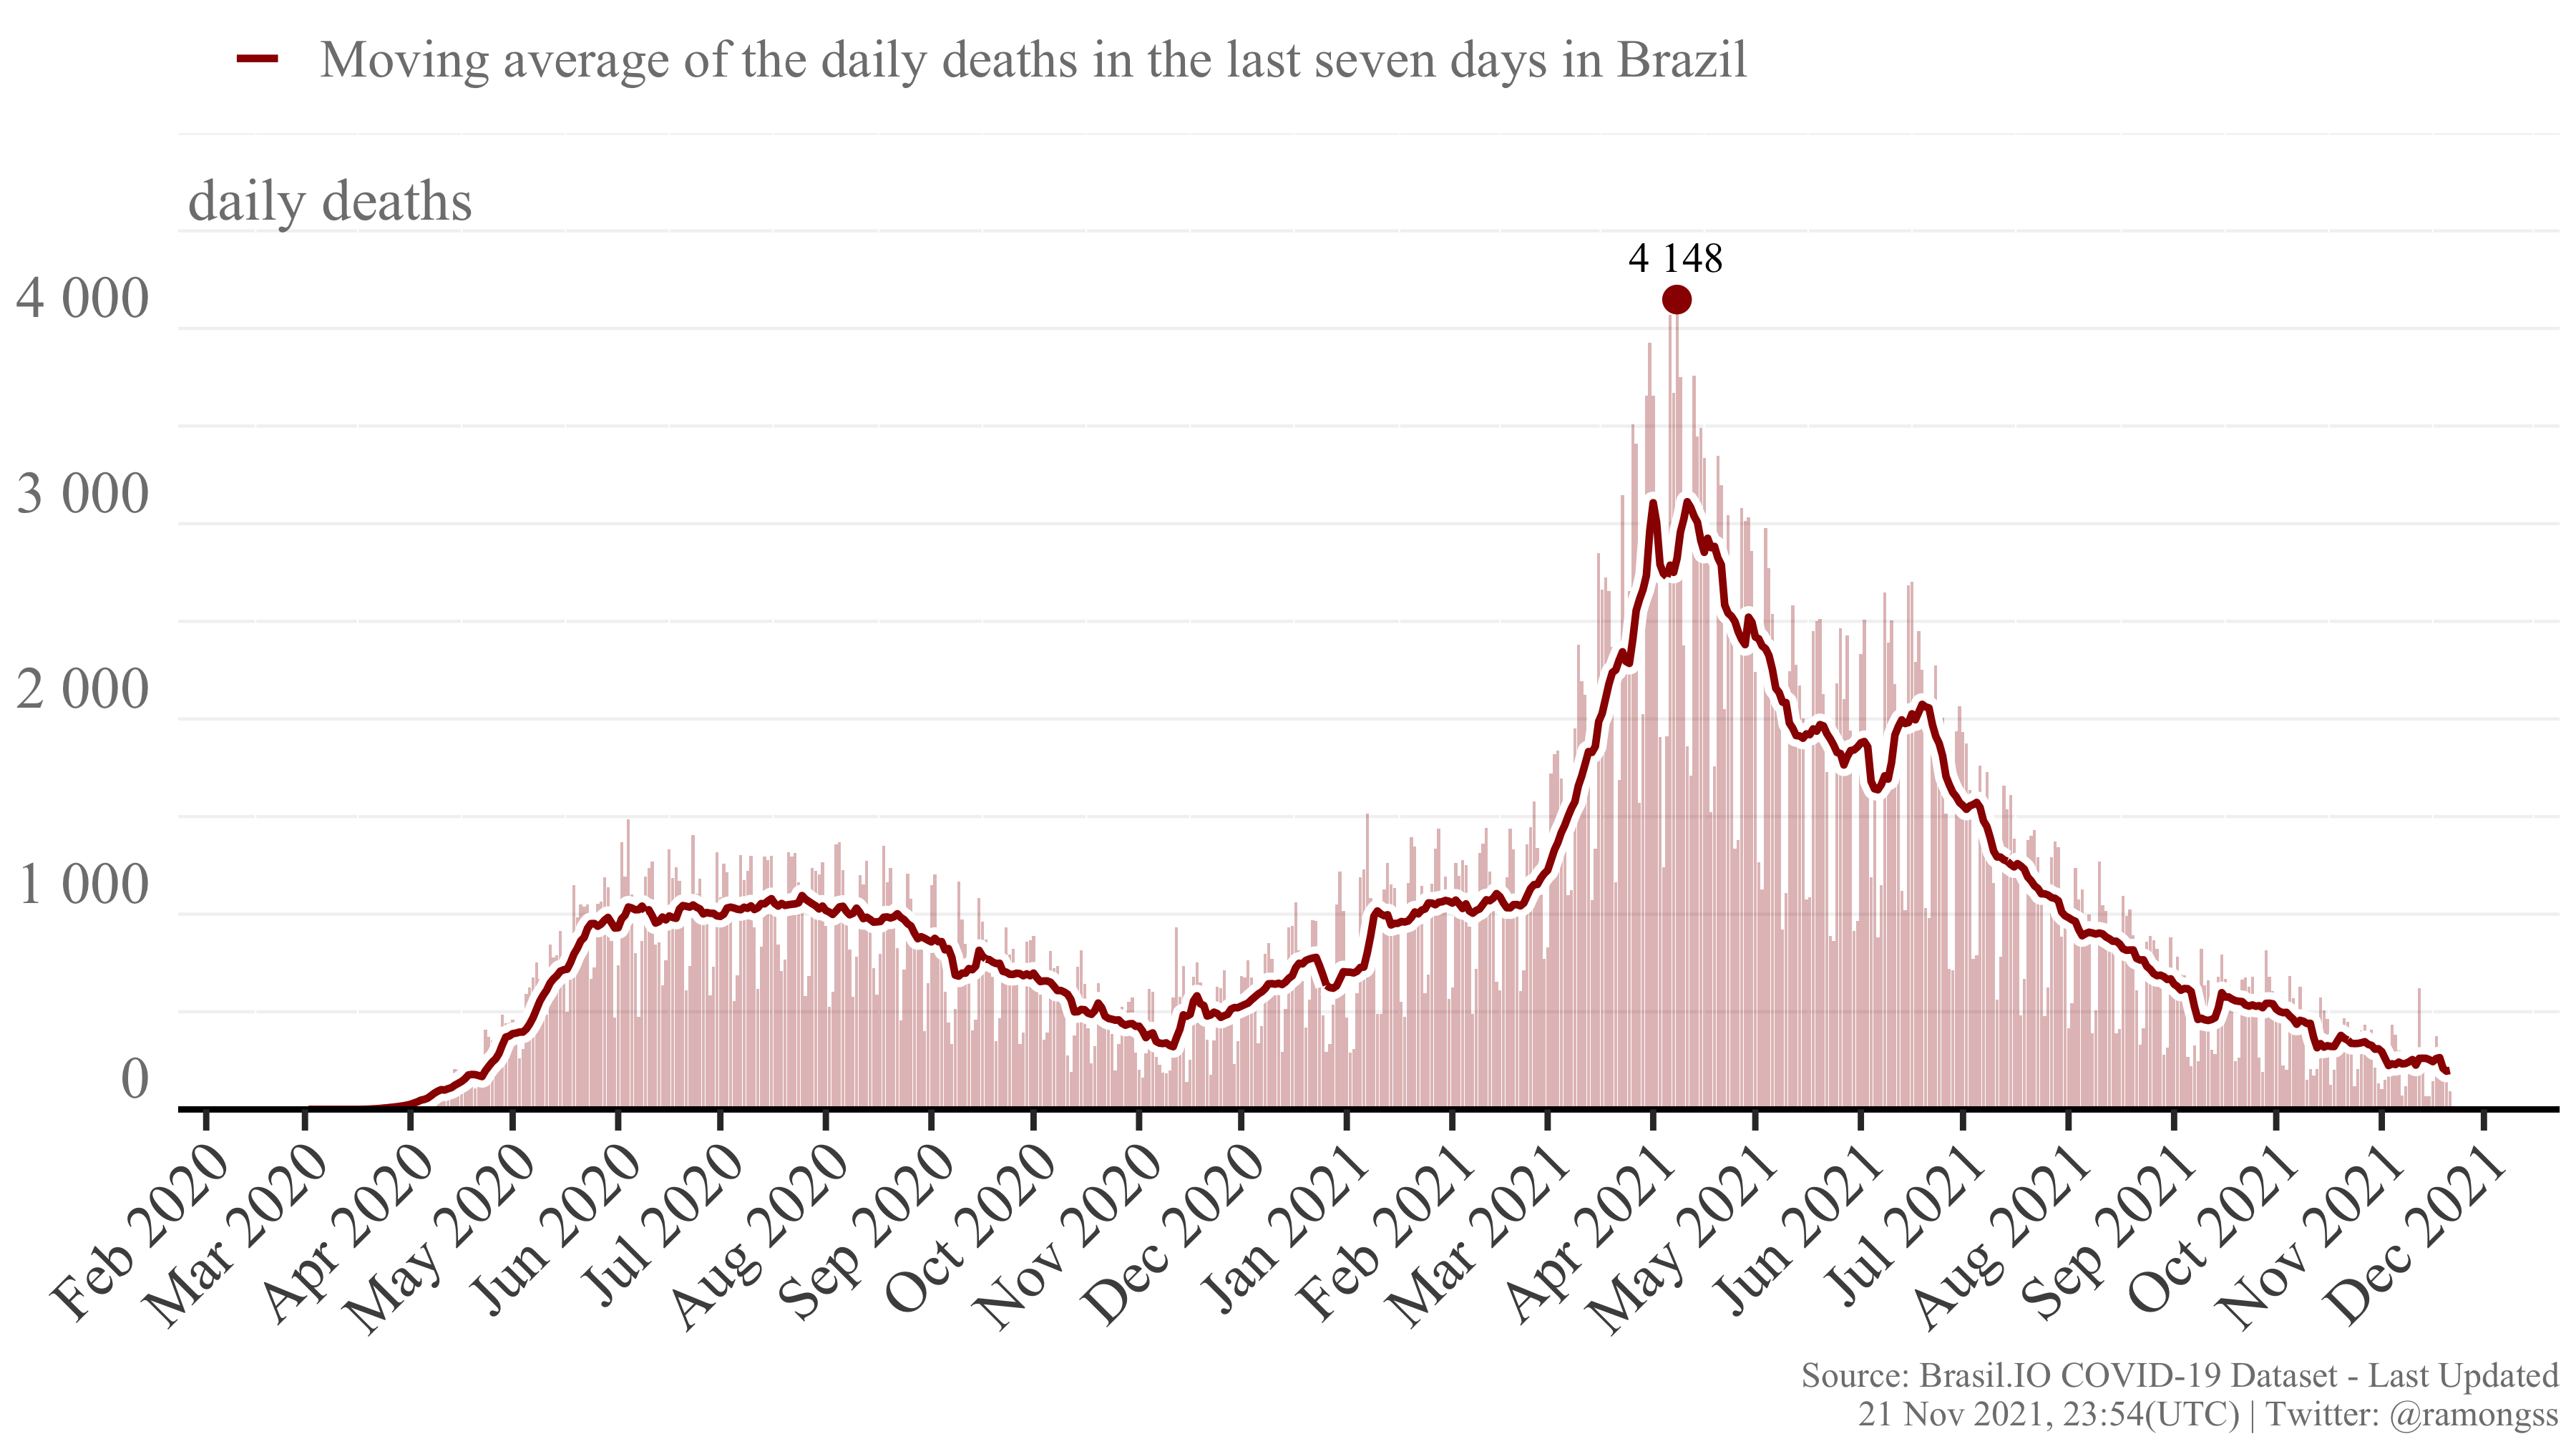 Moving average of the daily deaths in the last seven days in Brazil
daily deaths
4 148
4 000
3 000
2 000
1 000
0
Feb 2020
Mar 2020
Apr 2020
May 2020
Jun 2020
Jul 2020
Aug 2020
Sep 2020
Oct 2020
Nov 2020
Dec 2020
Jan 2021
Feb 2021
Mar 2021
Apr 2021
May 2021
Jun 2021
Jul 2021
Aug 2021
Sep 2021
Oct 2021
Nov 2021
Dec 2021
Source: Brasil.IO COVID-19 Dataset - Last Updated
21 Nov 2021, 23:54(UTC) | Twitter: @ramongss